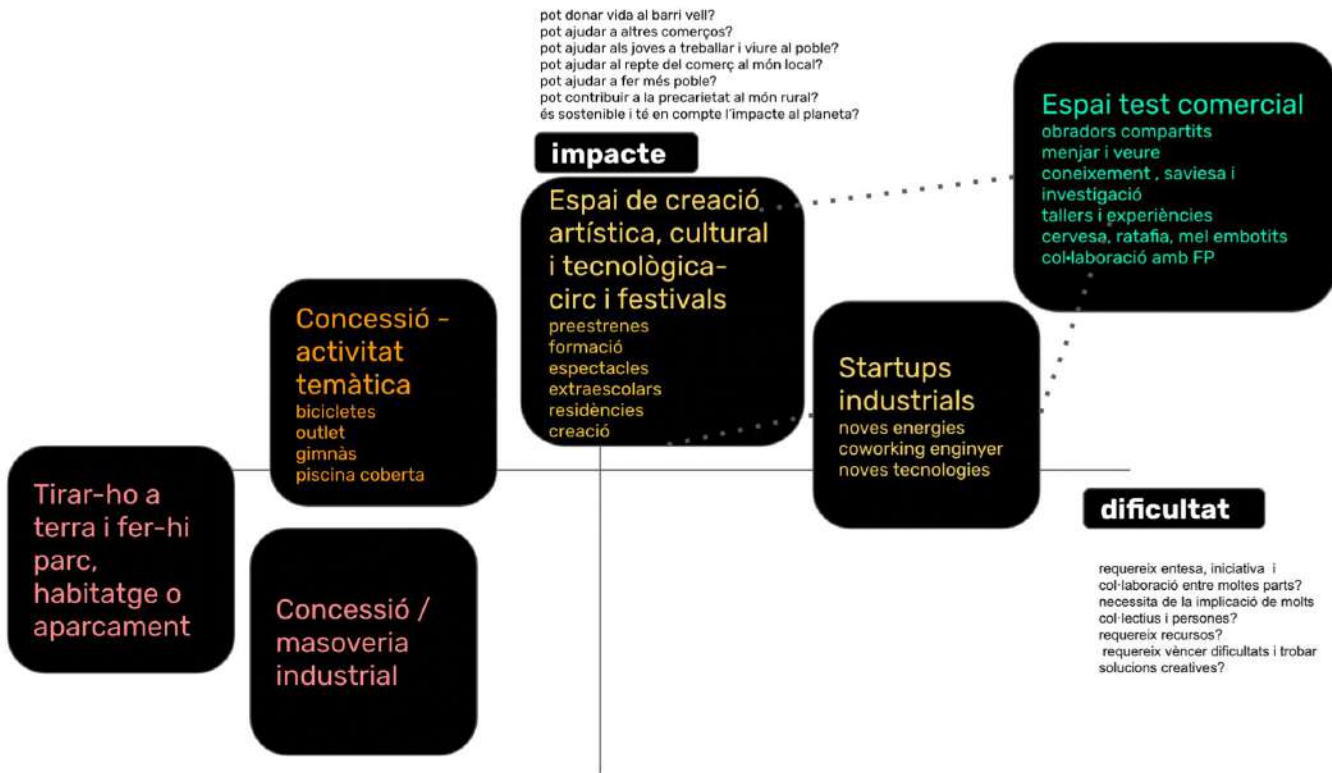 pot donar vida al barri vell?
pot ajudar a altres comerços?
pot ajudar als joves a treballar i viure al poble?
pot ajudar al repte del comerç al món local?
pot ajudar a fer més poble?
pot contribuir a la precarietat al món rural?
és sostenible i té en compte l'impacte al planeta?
impacte
Espai de creació
artística, cultural
i tecnològica-
circ i festivals
preestrenes
formació
espectacles
extraescolars
residències
creació
Espai test comercial
obradors compartits
menjar i veure
coneixement , saviesa i
investigació
tallers i experiències
cervesa, ratafia, mel embotits
col·laboració amb FP
Concessió -
activitat
temàtica
bicicletes
outlet
gimnàs
piscina coberta
Startups
industrials
noves energies
coworking enginyer
noves tecnologies
Tirar-ho a
terra i fer-hi
parc,
habitatge o
aparcament
Concessió /
masoveria
industrial
dificultat
requereix entesa, iniciativa i
col·laboració entre moltes parts?
necessita de la implicació de molts
col·lectius i persones?
requereix recursos?
requereix vèncer dificultats i trobar
solucions creatives?